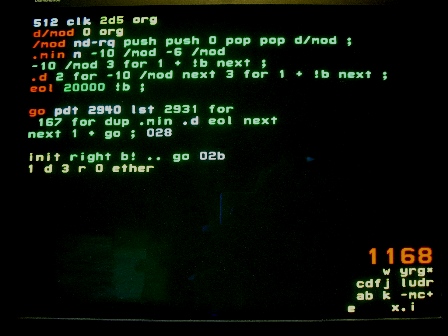 512 clk 2d5 org
d/mod 0 org
/mod nd-rq push push 0 pop pop d/mod ;
.min n -10 /mod -6 /mod
-10 /mod 3 for 1 + !b next ;
.d 2 for -10 /mod next 3 for 1 + !b next ;
eol 20000 !b ;
go pdt 2940 lst 2931 for
167 for dup .min .d eol next
next 1 + go ; 028
init right b! .. go 02b
1 d 3 r 0 ether
1168
w yrg*
cdfj ludr
ab k -mc+
e x.i